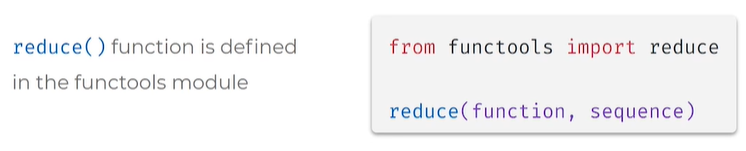 reduce() function is defined
in the functools module
from functools import reduce
reduce(function, sequence)